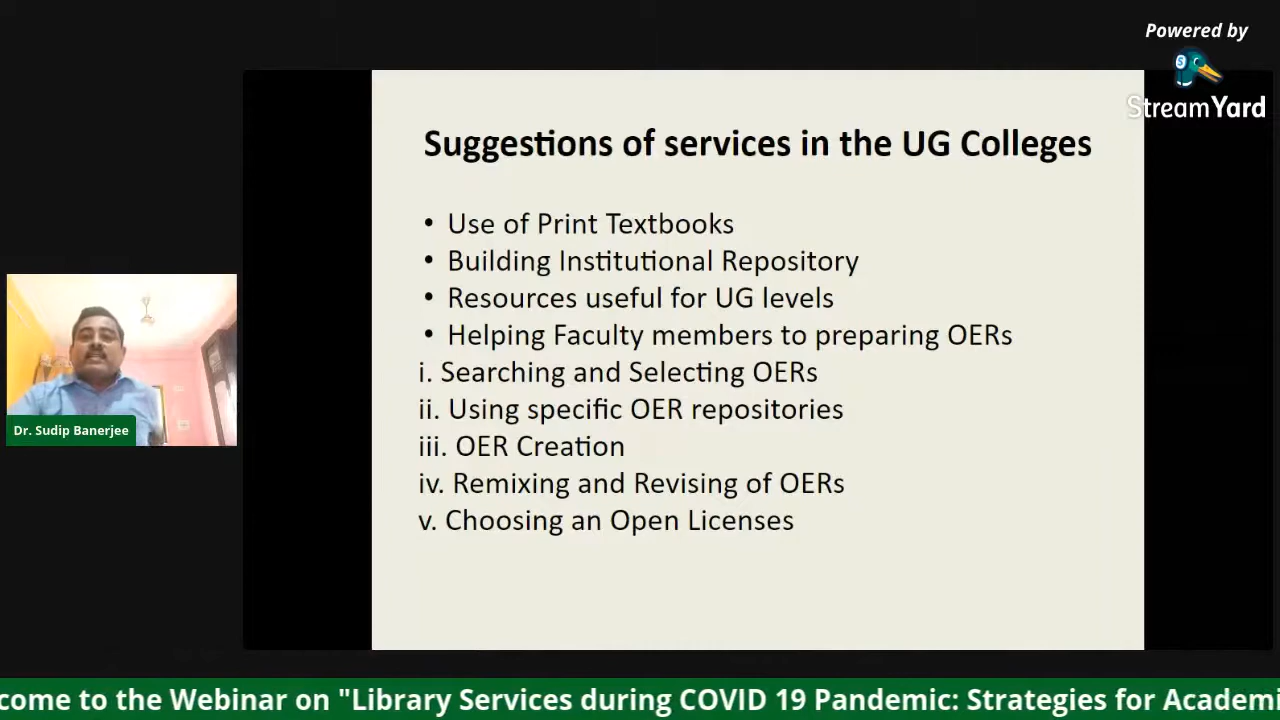 Powered by
StreamYard
Suggestions of services in the UG Colleges
• Use of Print Textbooks
• Building Institutional Repository
• Resources useful for UG levels
• Helping Faculty members to preparing OERs
i. Searching and Selecting OERs
ii. Using specific OER repositories
iii. OER Creation
iv. Remixing and Revising of OERs
v. Choosing an Open Licenses
Dr. Sudip Banerjee
come to the Webinar on "Library Services during COVID 19 Pandemic: Strategies for Academi